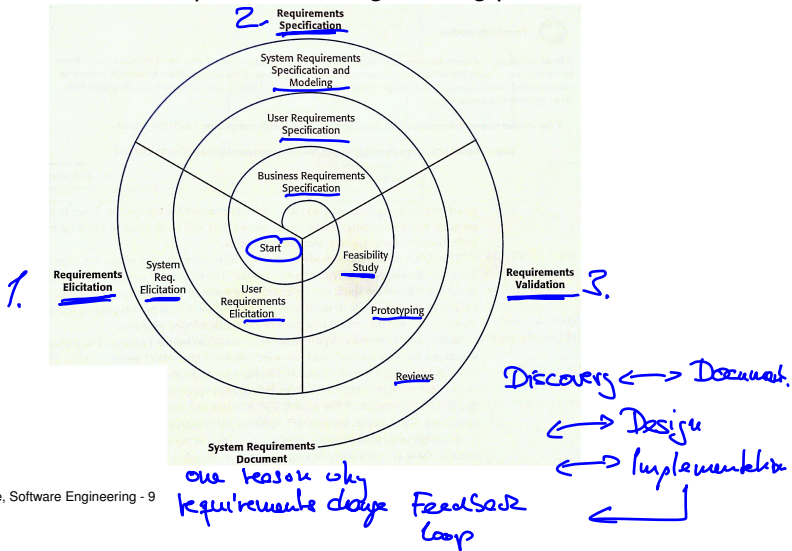 2. Requirements
Specification
System Requirements
Specification and
Modeling
User Requirements
Specification
Business Requirements
Specification
Start
Feasibility
Study
1. Requirements
Elicitation
System
Req.
Elicitation
User
Requirements
Elicitation
Requirements
Validation 3.
Prototyping
Reviews
Discovery <-> Document.
<-> Design
<-> Implementation
System Requirements
Document
one reason why
requirements change Feedback
loop
e, Software Engineering - 9